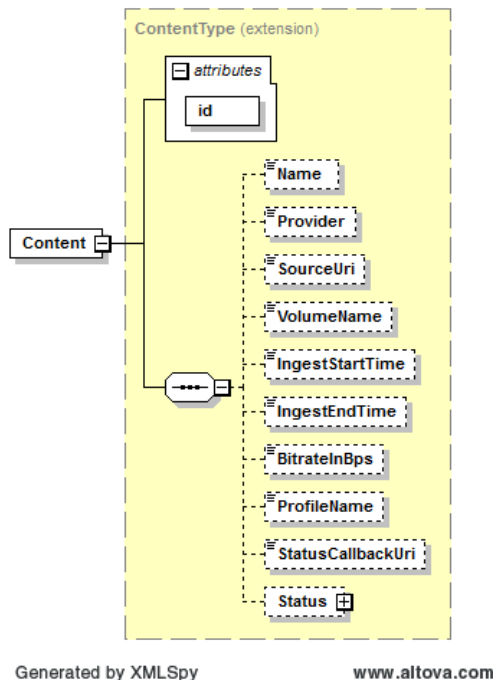 ContentType (extension)
attributes
id
Name
Provider
Content
SourceUri
VolumeName
IngestStartTime
IngestEndTime
BitrateInBps
ProfileName
StatusCallbackUri
Status
Generated by XMLSpy www.altova.com